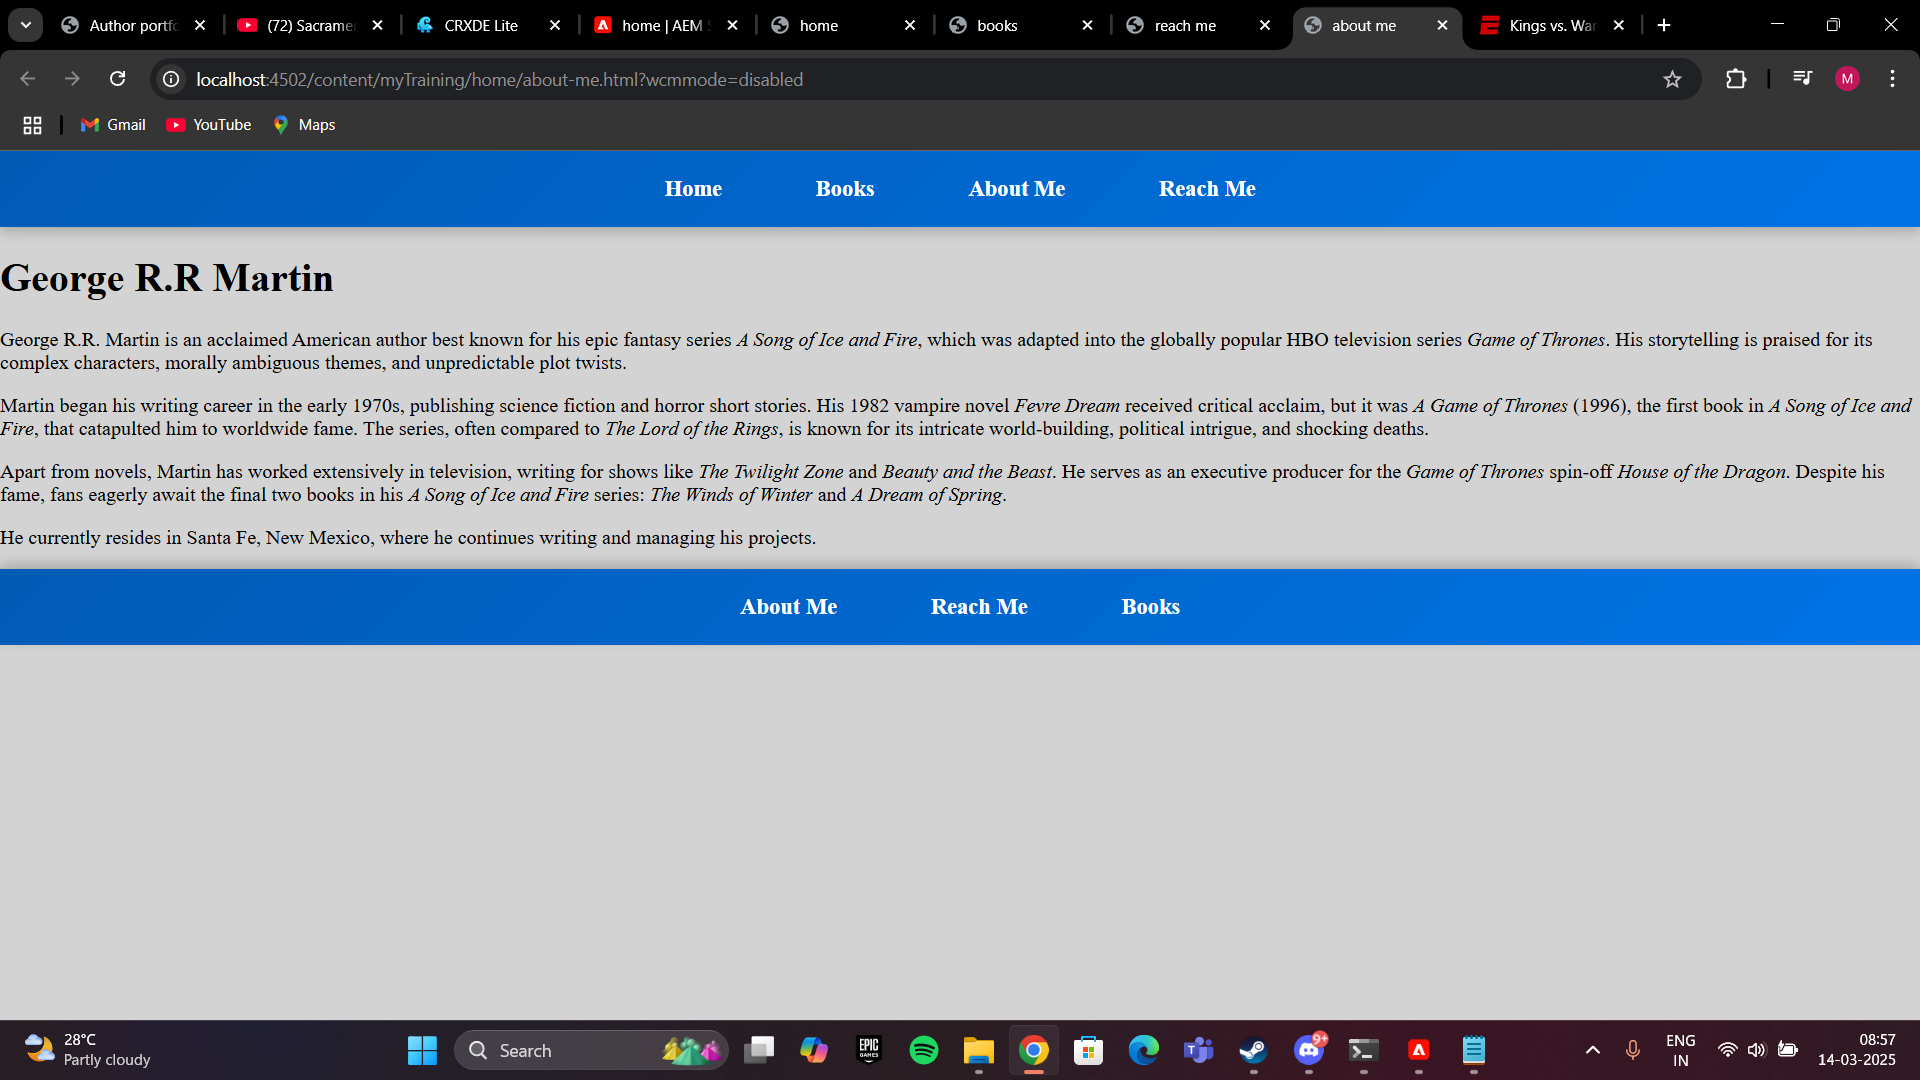 Author portfo
(72) Sacramen
CRXDE Lite
home | AEM S
home
books
reach me
about me
Kings vs. War
localhost:4502/content/myTraining/home/about-me.html?wcmmode=disabled
M
Gmail
YouTube
Maps
Home
Books
About Me
Reach Me
George R.R Martin
George R.R. Martin is an acclaimed American author best known for his epic fantasy series A Song of Ice and Fire, which was adapted into the globally popular HBO television series Game of Thrones. His storytelling is praised for its
complex characters, morally ambiguous themes, and unpredictable plot twists.
Martin began his writing career in the early 1970s, publishing science fiction and horror short stories. His 1982 vampire novel Fevre Dream received critical acclaim, but it was A Game of Thrones (1996), the first book in A Song of Ice and
Fire, that catapulted him to worldwide fame. The series, often compared to The Lord of the Rings, is known for its intricate world-building, political intrigue, and shocking deaths.
Apart from novels, Martin has worked extensively in television, writing for shows like The Twilight Zone and Beauty and the Beast. He serves as an executive producer for the Game of Thrones spin-off House of the Dragon. Despite his
fame, fans eagerly await the final two books in his A Song of Ice and Fire series: The Winds of Winter and A Dream of Spring.
He currently resides in Santa Fe, New Mexico, where he continues writing and managing his projects.
About Me
Reach Me
Books
28°C
Partly cloudy
Search
EPIC
GAMES
9+
ENG
IN
08:57
14-03-2025